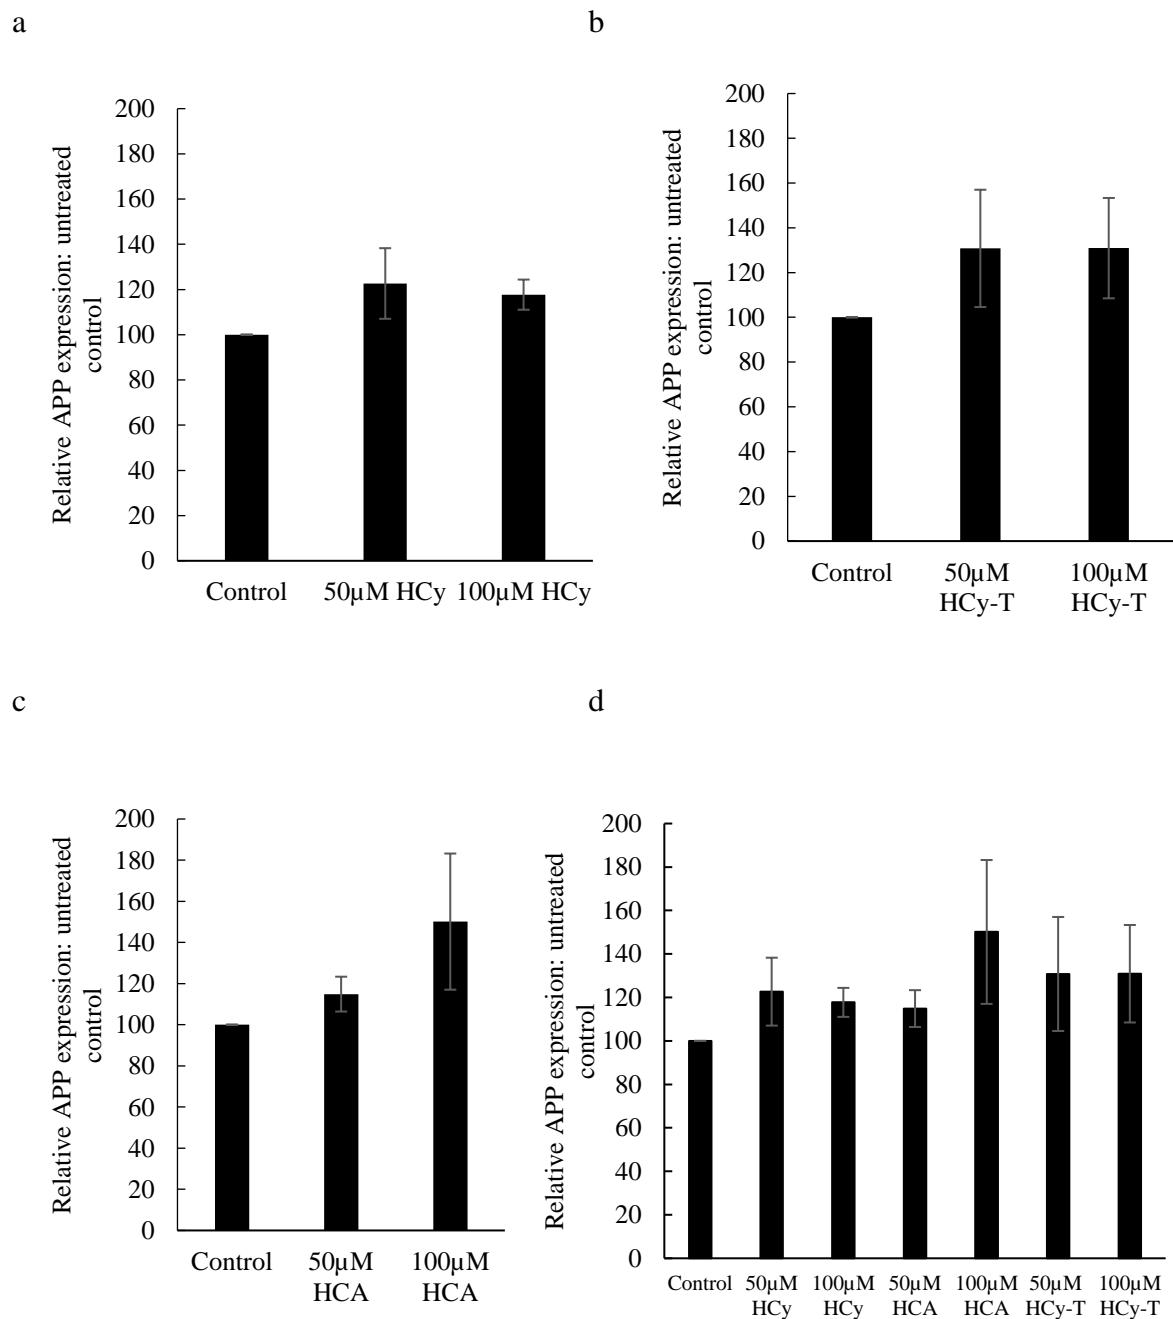 a
Relative APP expression: untreated
control
200
180
160
140
120
100
80
60
40
20
0
Control 50µM HCy 100µM HCy
b
Relative APP expression: untreated
control
200
180
160
140
120
100
80
60
40
20
0
Control 50µM 100µM
HCy-T HCy-T
c
Relative APP expression: untreated
control
200
180
160
140
120
100
80
60
40
20
0
Control 50µM 100µM
HCA HCA
d
Relative APP expression: untreated
control
200
180
160
140
120
100
80
60
40
20
0
Control 50µM 100µM 50µM 100µM 50µM 100µM
HCy HCy HCA HCA HCy-T HCy-T